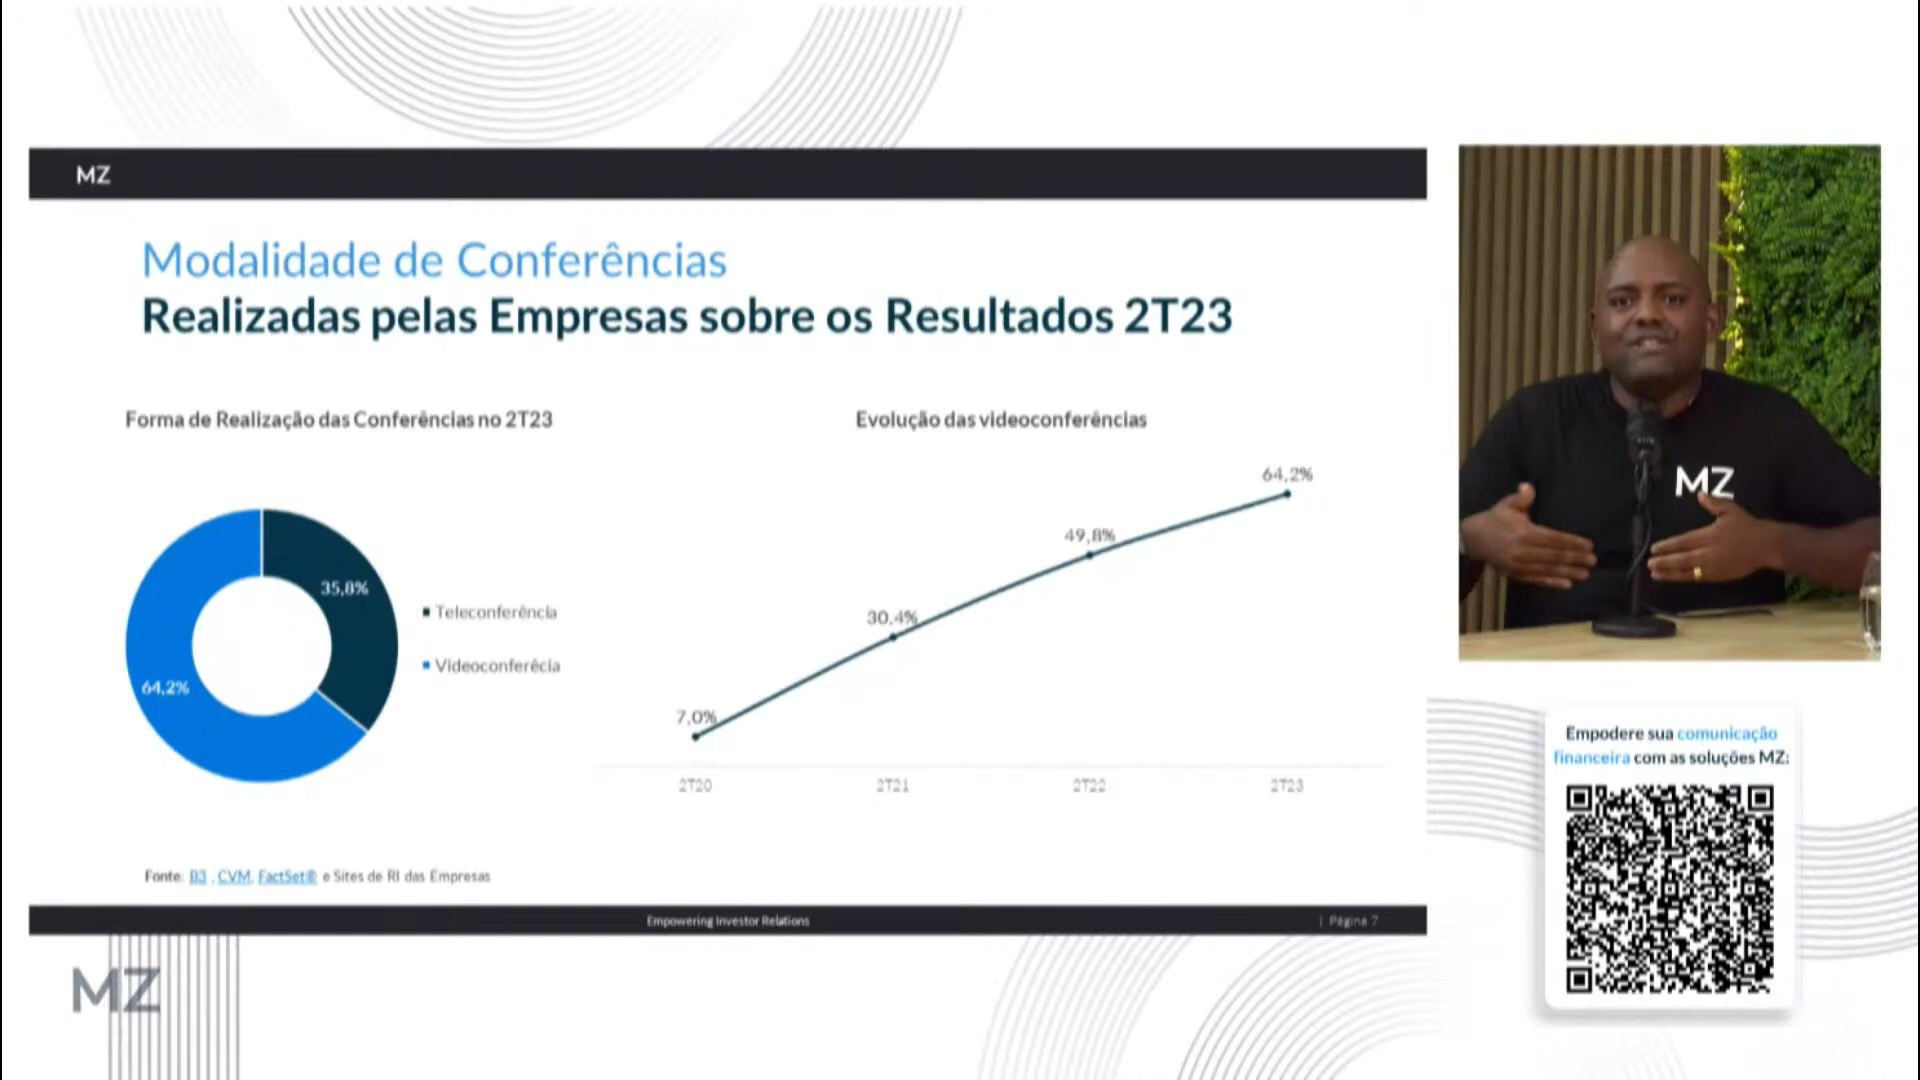 MZ
Modalidade de Conferências
Realizadas pelas Empresas sobre os Resultados 2T23
Forma de Realização das Conferências no 2T23
35,8%
64,2%
Teleconferência
Videoconferêcia
Evolução das videoconferências
7,0%
30,4%
49,8%
64,2%
2T20
2T21
2T22
2T23
Fonte: B3 , CVM, FactSet® e Sites de RI das Empresas
Empowering Investor Relations
| Página 7
MZ
MZ
Empodere sua comunicação
financeira com as soluções MZ: